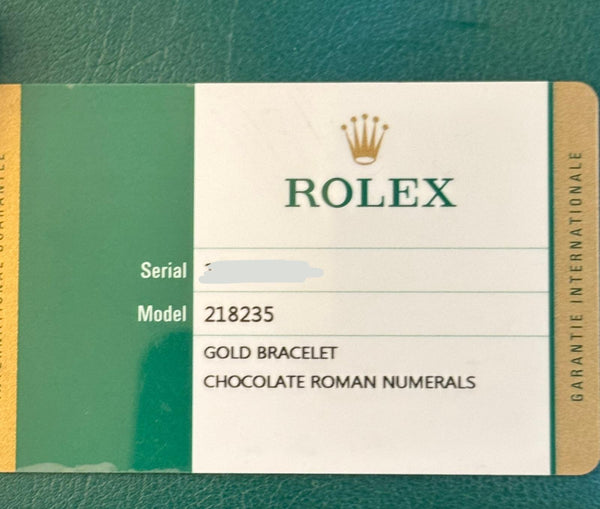 ROLEX
Serial
Model 218235
GOLD BRACELET
CHOCOLATE ROMAN NUMERALS
GARANTIE INTERNATIONALE